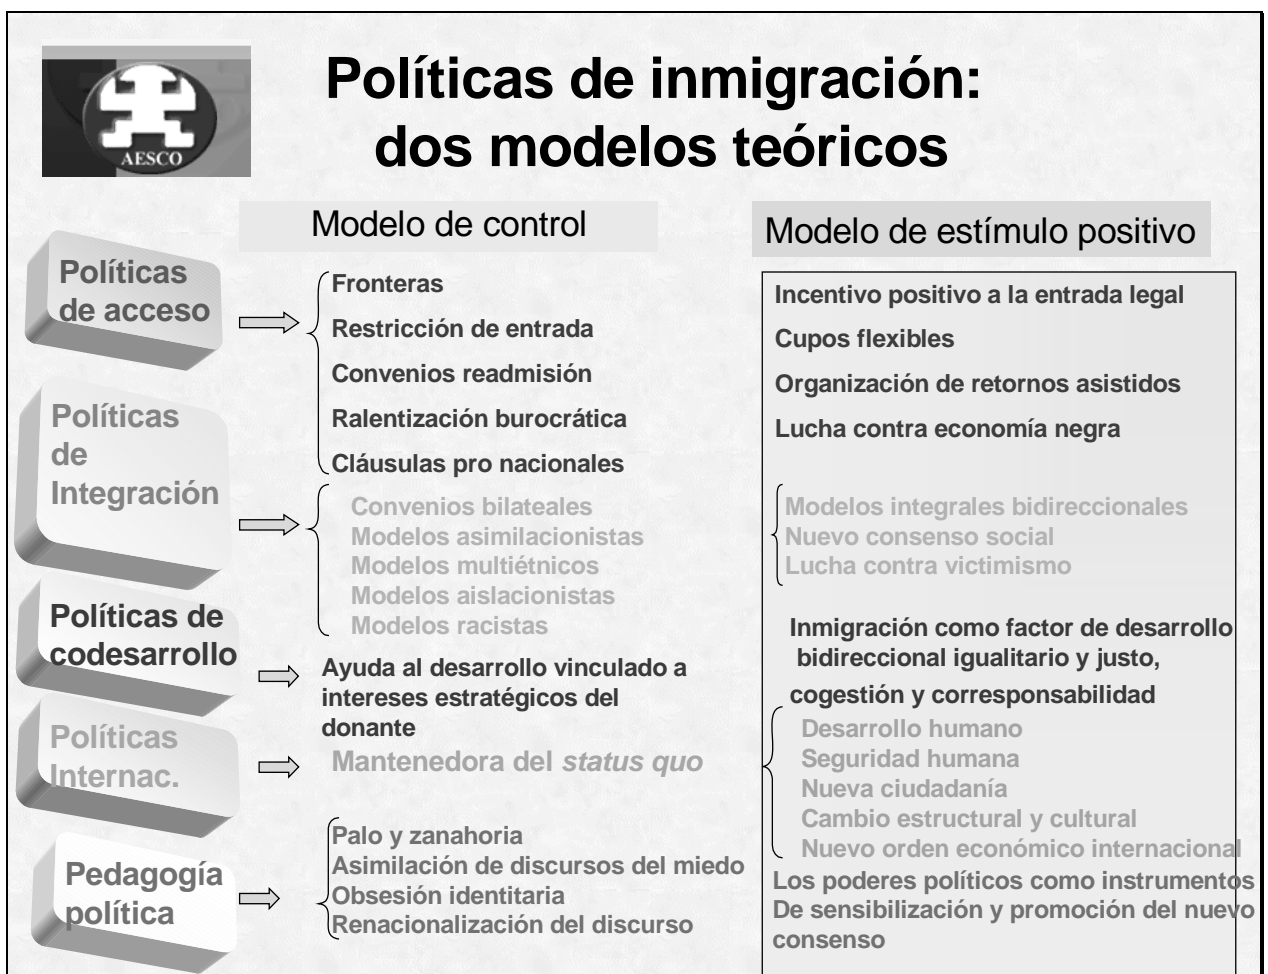 AESCO
Políticas de inmigración:
dos modelos teóricos
Modelo de control
Modelo de estímulo positivo
Políticas
de acceso
Fronteras
Restricción de entrada
Convenios readmisión
Ralentización burocrática
Cláusulas pro nacionales
Incentivo positivo a la entrada legal
Cupos flexibles
Organización de retornos asistidos
Lucha contra economía negra
Políticas
de
Integración
Convenios bilateales
Modelos asimilacionistas
Modelos multiétnicos
Modelos aislacionistas
Modelos racistas
Modelos integrales bidireccionales
Nuevo consenso social
Lucha contra victimismo
Políticas de
codesarrollo
Ayuda al desarrollo vinculado a
intereses estratégicos del
donante
Inmigración como factor de desarrollo
bidireccional igualitario y justo,
cogestión y corresponsabilidad
Políticas
Internac.
Mantenedora del status quo
Desarrollo humano
Seguridad humana
Nueva ciudadanía
Cambio estructural y cultural
Nuevo orden económico internacional
Pedagogía
política
Palo y zanahoria
Asimilación de discursos del miedo
Obsesión identitaria
Renacionalización del discurso
Los poderes políticos como instrumentos
De sensibilización y promoción del nuevo
consenso